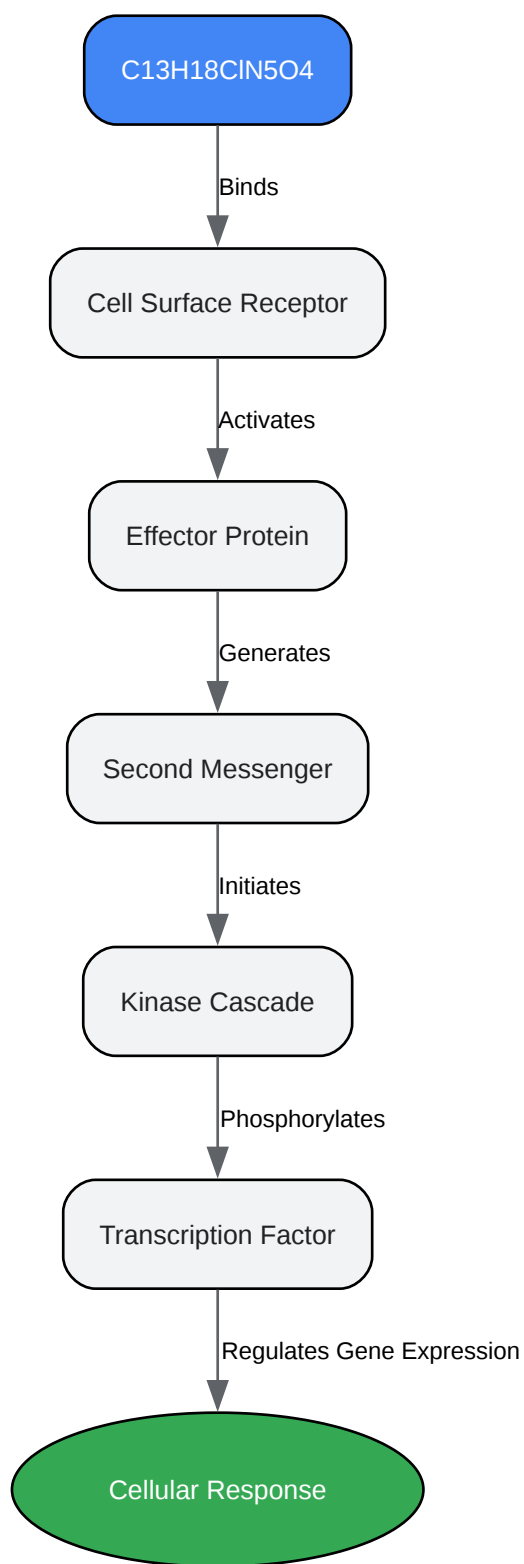 C13H18ClN5O4
Binds
Cell Surface Receptor
Activates
Effector Protein
Generates
Second Messenger
Initiates
Kinase Cascade
Phosphorylates
Transcription Factor
Regulates Gene Expression
Cellular Response